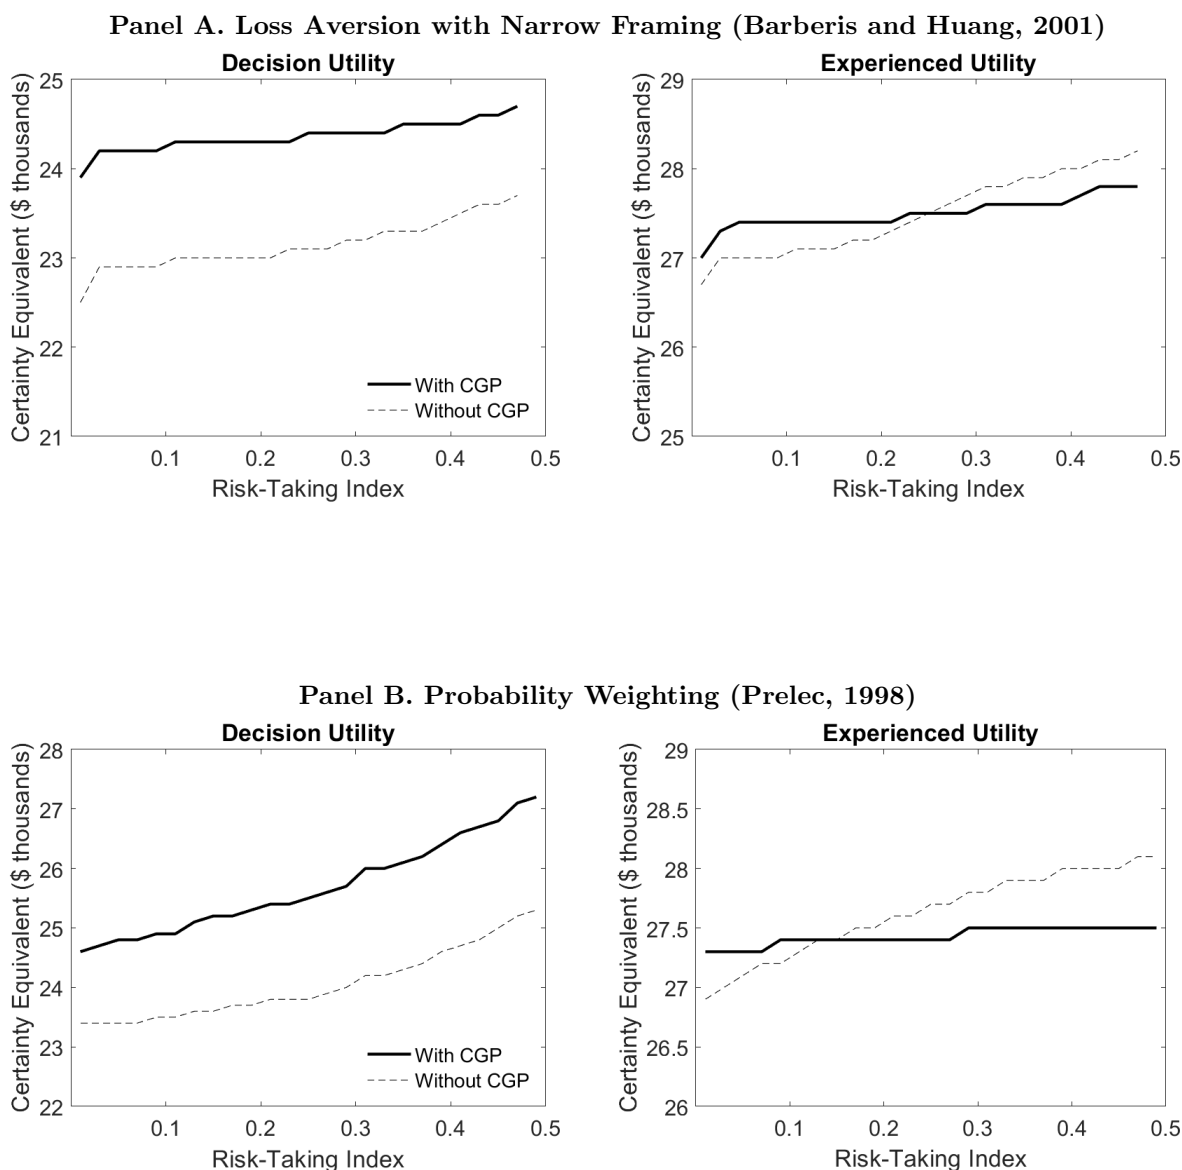 Panel A. Loss Aversion with Narrow Framing (Barberis and Huang, 2001)
Decision Utility
Certainty Equivalent ($ thousands)
25
24
23
22
21
With CGP
Without CGP
0.1 0.2 0.3 0.4 0.5
Risk-Taking Index
Experienced Utility
Certainty Equivalent ($ thousands)
29
28
27
26
25
0.1 0.2 0.3 0.4 0.5
Risk-Taking Index
Panel B. Probability Weighting (Prelec, 1998)
Decision Utility
Certainty Equivalent ($ thousands)
28
27
26
25
24
23
22
With CGP
Without CGP
0.1 0.2 0.3 0.4 0.5
Risk-Taking Index
Experienced Utility
Certainty Equivalent ($ thousands)
29
28.5
28
27.5
27
26.5
26
0.1 0.2 0.3 0.4 0.5
Risk-Taking Index